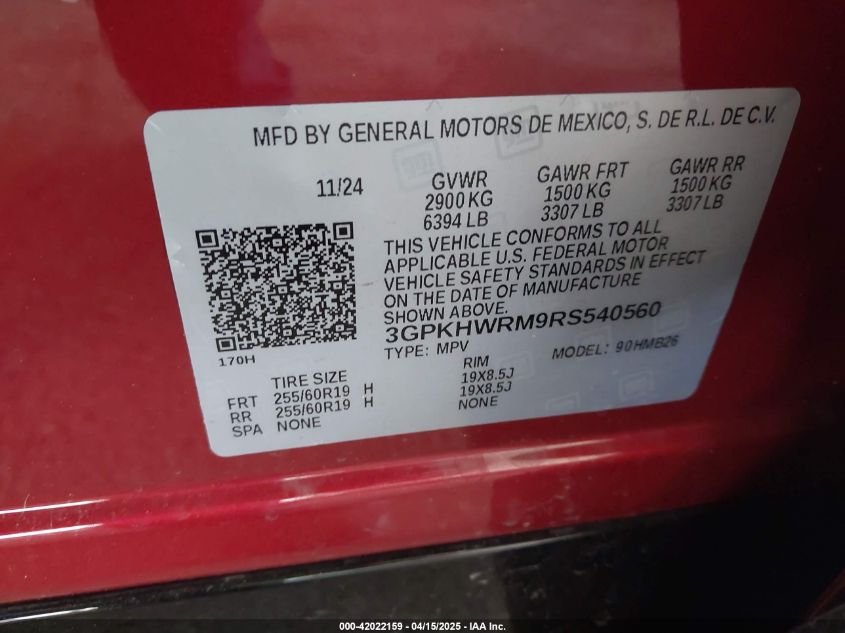 MFD BY GENERAL MOTORS DE MEXICO, S. DE R.L. DE C.V.
11/24 GVWR GAWR FRT GAWR RR
2900 KG 1500 KG 1500 KG
6394 LB 3307 LB 3307 LB
THIS VEHICLE CONFORMS TO ALL
APPLICABLE U.S. FEDERAL MOTOR
VEHICLE SAFETY STANDARDS IN EFFECT
ON THE DATE OF MANUFACTURE
SHOWN ABOVE.
3GPKHWRM9RS540560
170H TYPE: MPV MODEL: 90HMB26
TIRE SIZE RIM
FRT 255/60R19 H 19X8.5J
RR 255/60R19 H 19X8.5J
SPA NONE NONE
000-42022159 - 04/15/2025 - IAA Inc.